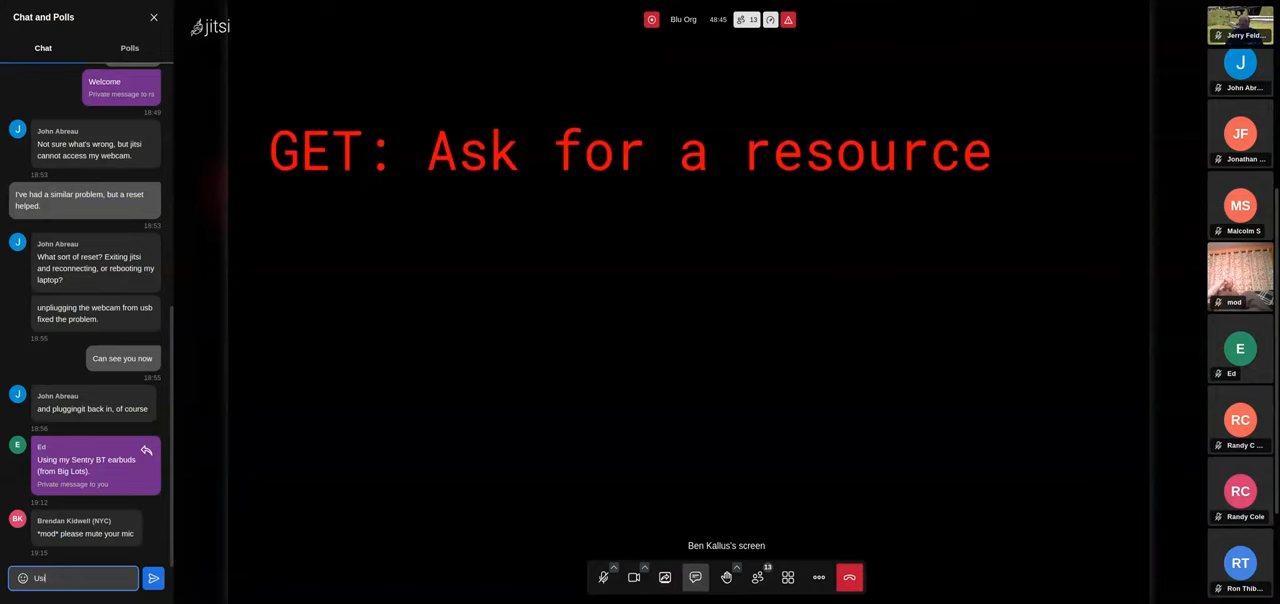 Chat and Polls
Chat
Polls
Welcome
Private message to rs
18:49
J
John Abreau
Not sure what's wrong, but jitsi
cannot access my webcam.
18:53
I've had a similar problem, but a reset
helped.
18:53
J
John Abreau
What sort of reset? Exiting jitsi
and reconnecting, or rebooting my
laptop?
unpliugging the webcam from usb
fixed the problem.
18:55
Can see you now
18:55
J
John Abreau
and pluggingit back in, of course
18:56
E
Ed
Using my Sentry BT earbuds
(from Big Lots).
Private message to you
19:12
BK
Brendan Kidwell (NYC)
*mod* please mute your mic
19:15
Usi
jitsi
Blu Org
48:45
13
GET: Ask for a resource
Ben Kallus's screen
13
Jerry Feld...
J
John Abr...
JF
Jonathan ...
MS
Malcolm S
mod
E
Ed
RC
Randy C ...
RC
Randy Cole
RT
Ron Thib...